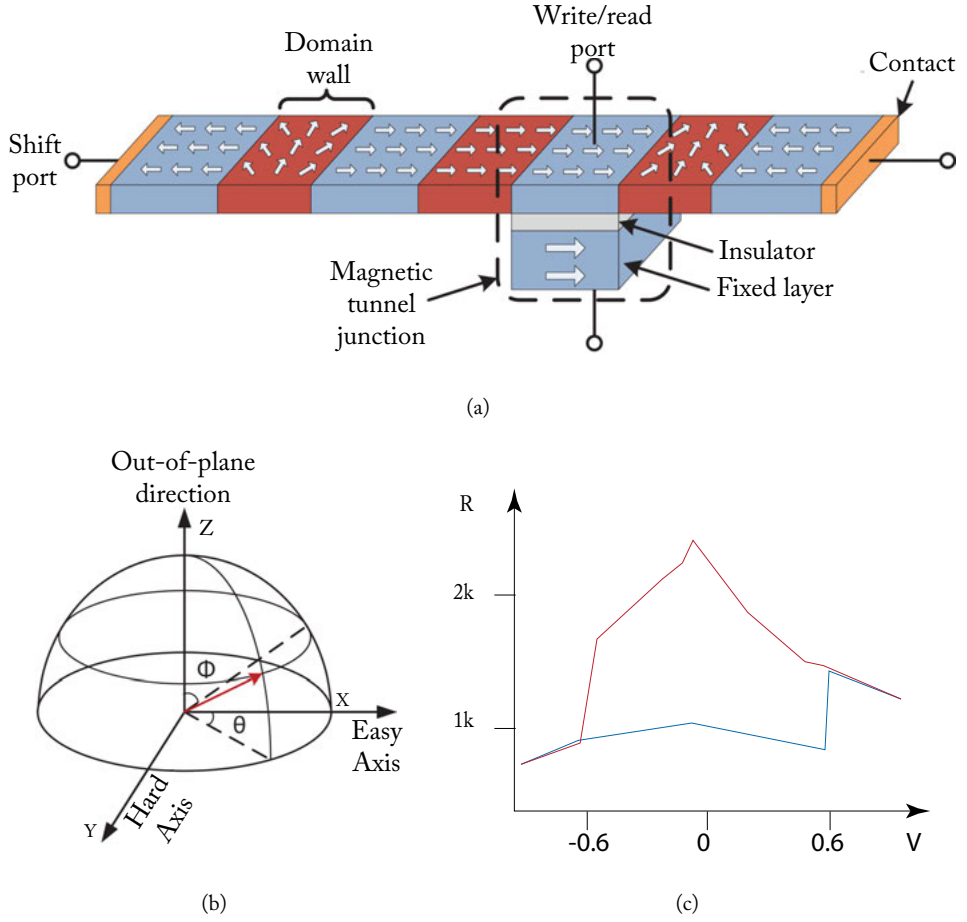 Write/read
port
Domain
wall
Contact
Shift
port
Insulator
Fixed layer
Magnetic
tunnel
junction
(a)
Out-of-plane
direction
Z
Φ
θ
X
Easy
Axis
Hard
Axis
Y
(b)
R
2k
1k
-0.6
0
0.6
V
(c)